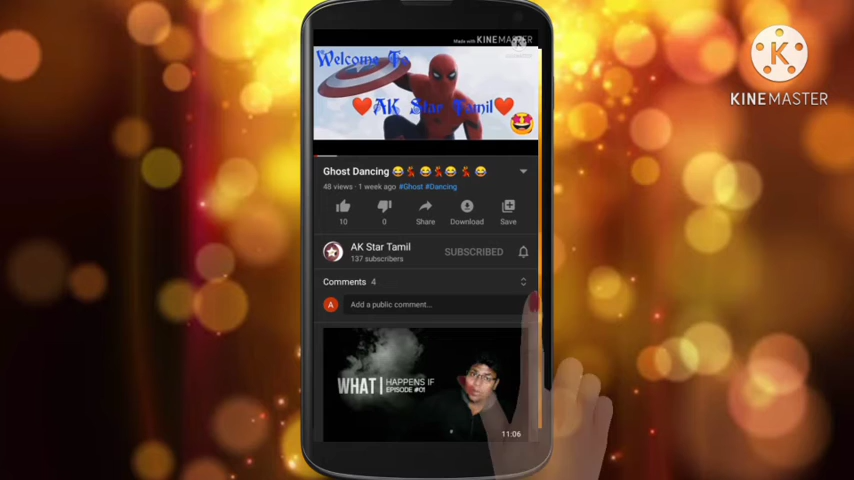 Made with KINEMASTER
Welcome To
AK Star Tamil
KINEMASTER
Ghost Dancing
48 views · 1 week ago #Ghost #Dancing
10
0
Share
Download
Save
AK Star Tamil
137 subscribers
SUBSCRIBED
Comments 4
A
Add a public comment...
WHAT
HAPPENS IF
EPISODE #01
11:06